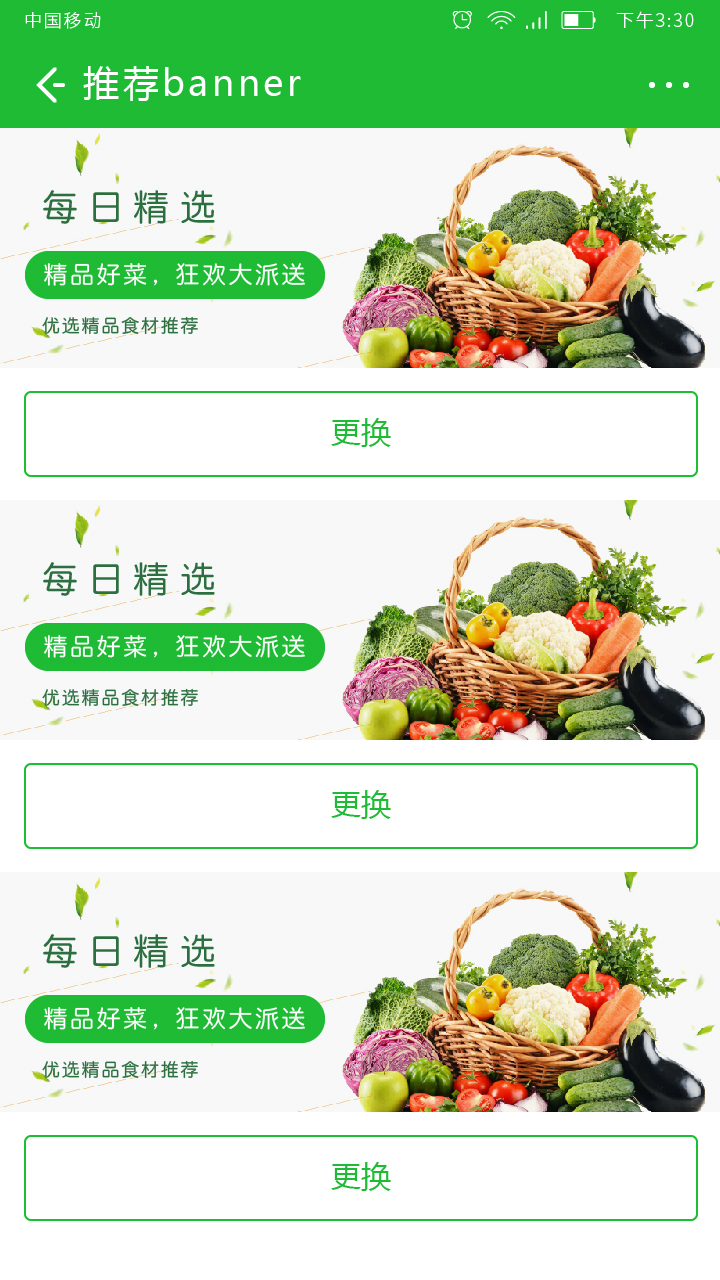 中国移动 下午3:30
推荐banner
每日精选
精品好菜，狂欢大派送
优选精品食材推荐
更换
每日精选
精品好菜，狂欢大派送
优选精品食材推荐
更换
每日精选
精品好菜，狂欢大派送
优选精品食材推荐
更换